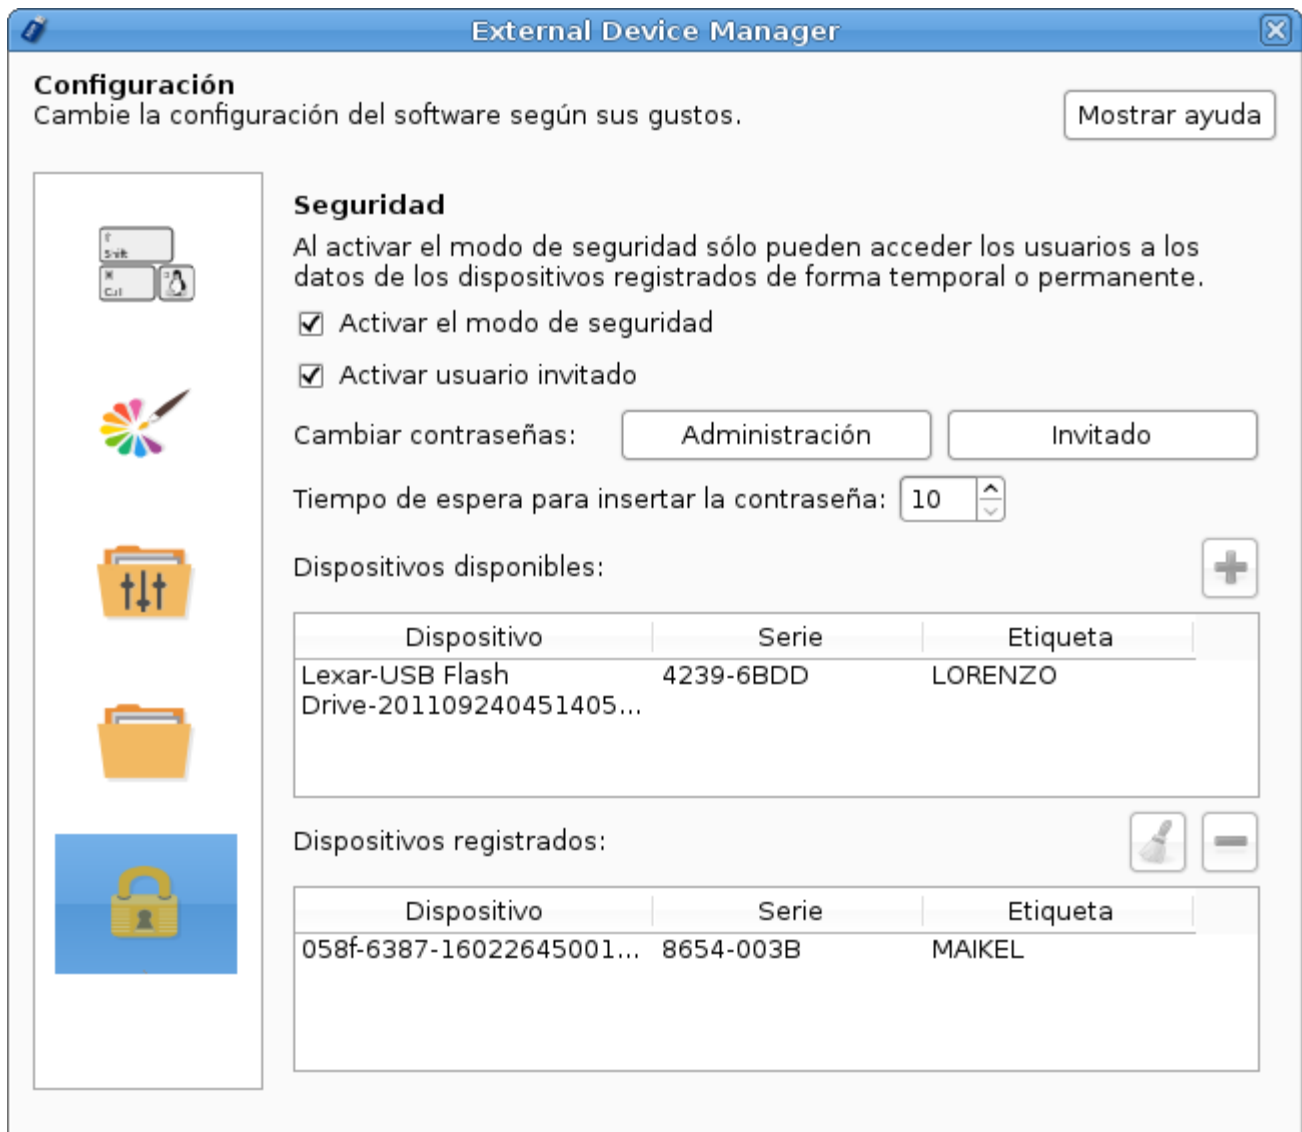 External Device Manager
Configuración
Cambie la configuración del software según sus gustos.
Mostrar ayuda
Shift
Seguridad
Al activar el modo de seguridad sólo pueden acceder los usuarios a los
datos de los dispositivos registrados de forma temporal o permanente.
Activar el modo de seguridad
Activar usuario invitado
Cambiar contraseñas: Administración Invitado
Tiempo de espera para insertar la contraseña: 10
Dispositivos disponibles:
Dispositivo Serie Etiqueta
Lexar-USB Flash 4239-6BDD LORENZO
Drive-201109240451405...
Dispositivos registrados:
Dispositivo Serie Etiqueta
058f-6387-16022645001... 8654-003B MAIKEL